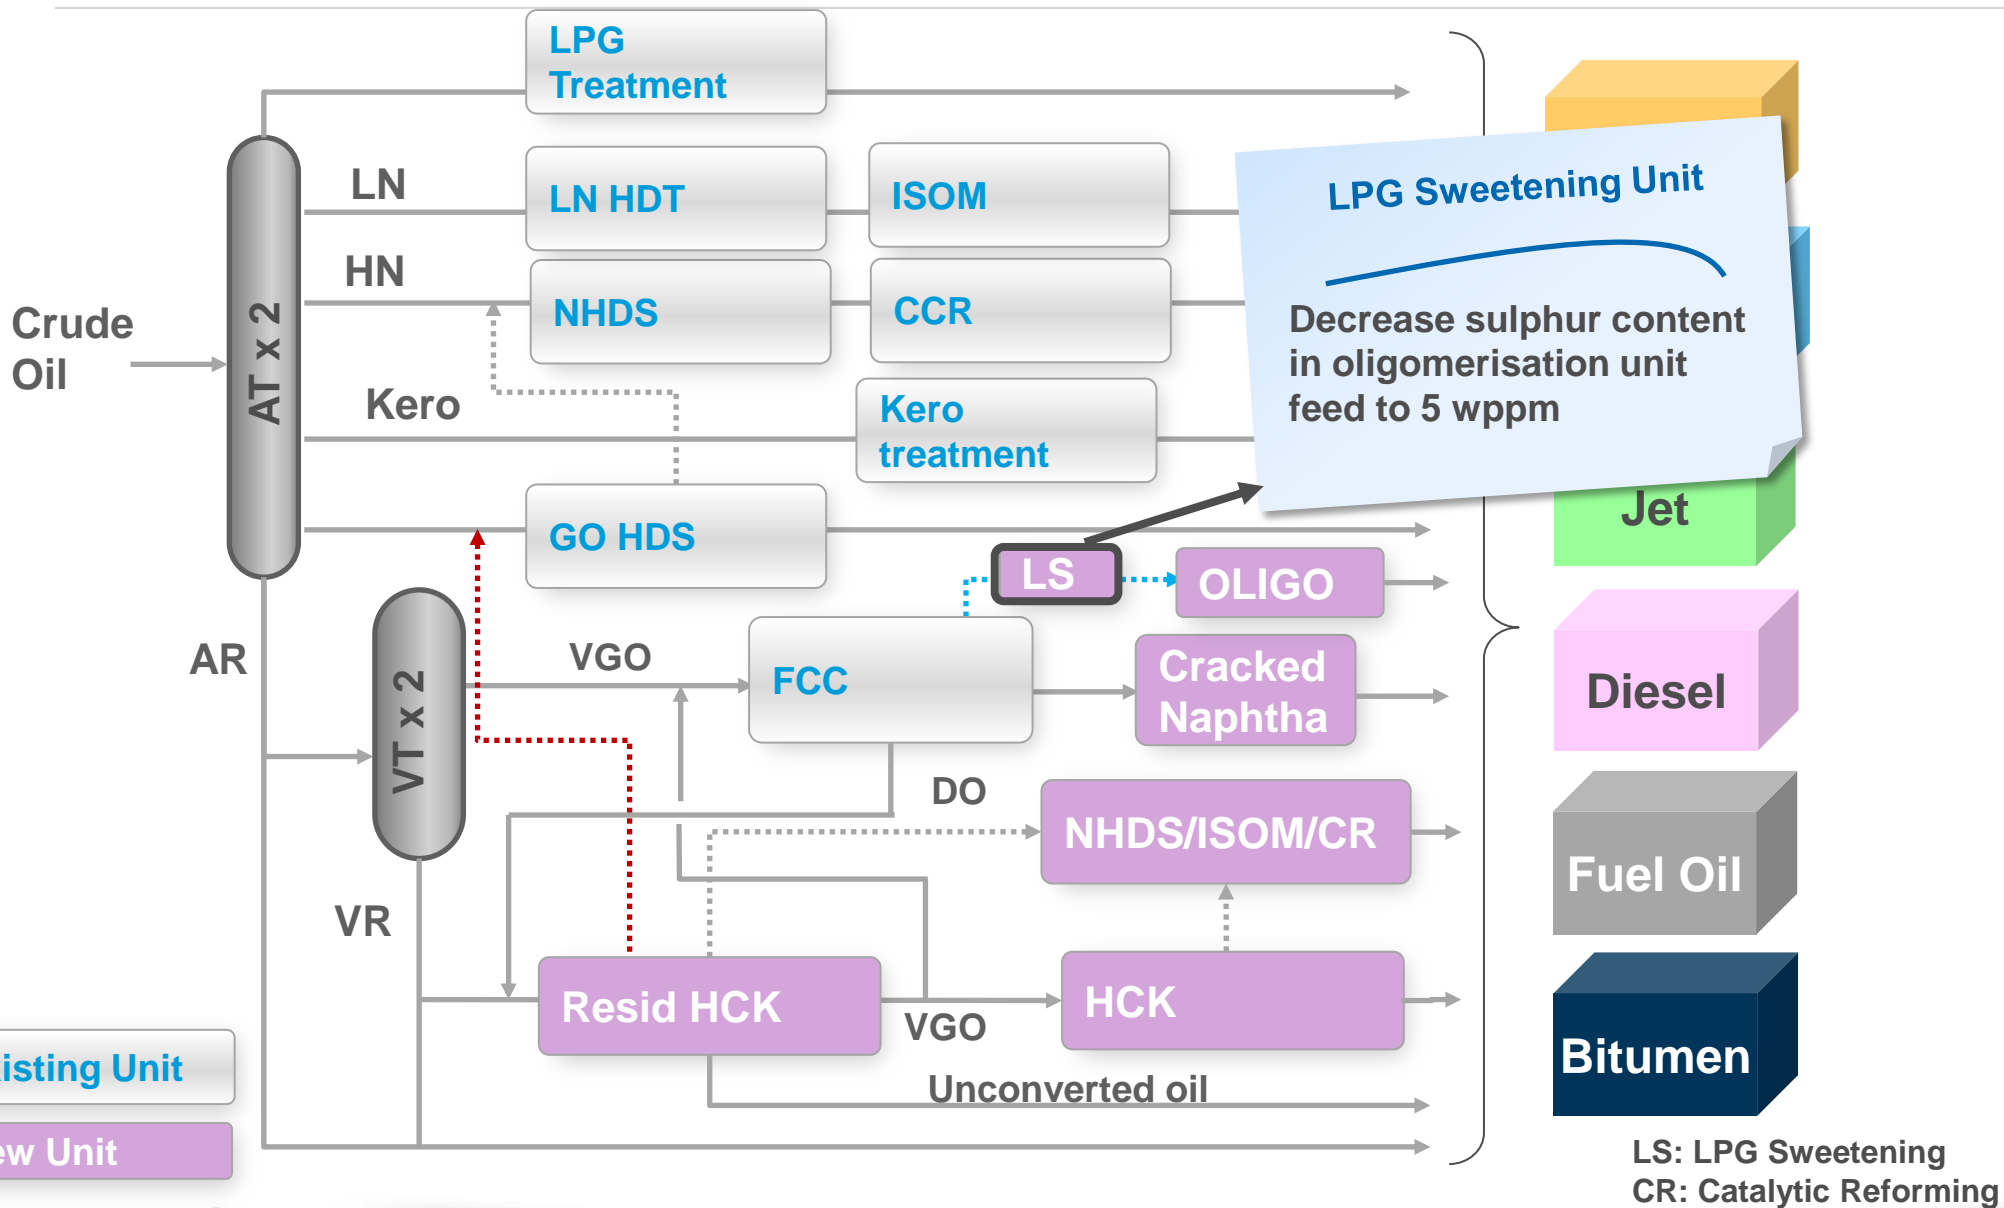 LPG
Treatment
LN
LN HDT
ISOM
LPG Sweetening Unit
HN
NHDS
CCR
Decrease sulphur content
in oligomerisation unit
feed to 5 wppm
Crude
Oil
AT x 2
Kero
Kero
treatment
Jet
GO HDS
LS
OLIGO
AR
VT x 2
VGO
FCC
Cracked
Naphtha
Diesel
DO
NHDS/ISOM/CR
Fuel Oil
VR
Resid HCK
VGO
HCK
Bitumen
Unit
Unconverted oil
Unit
LS: LPG Sweetening
CR: Catalytic Reforming